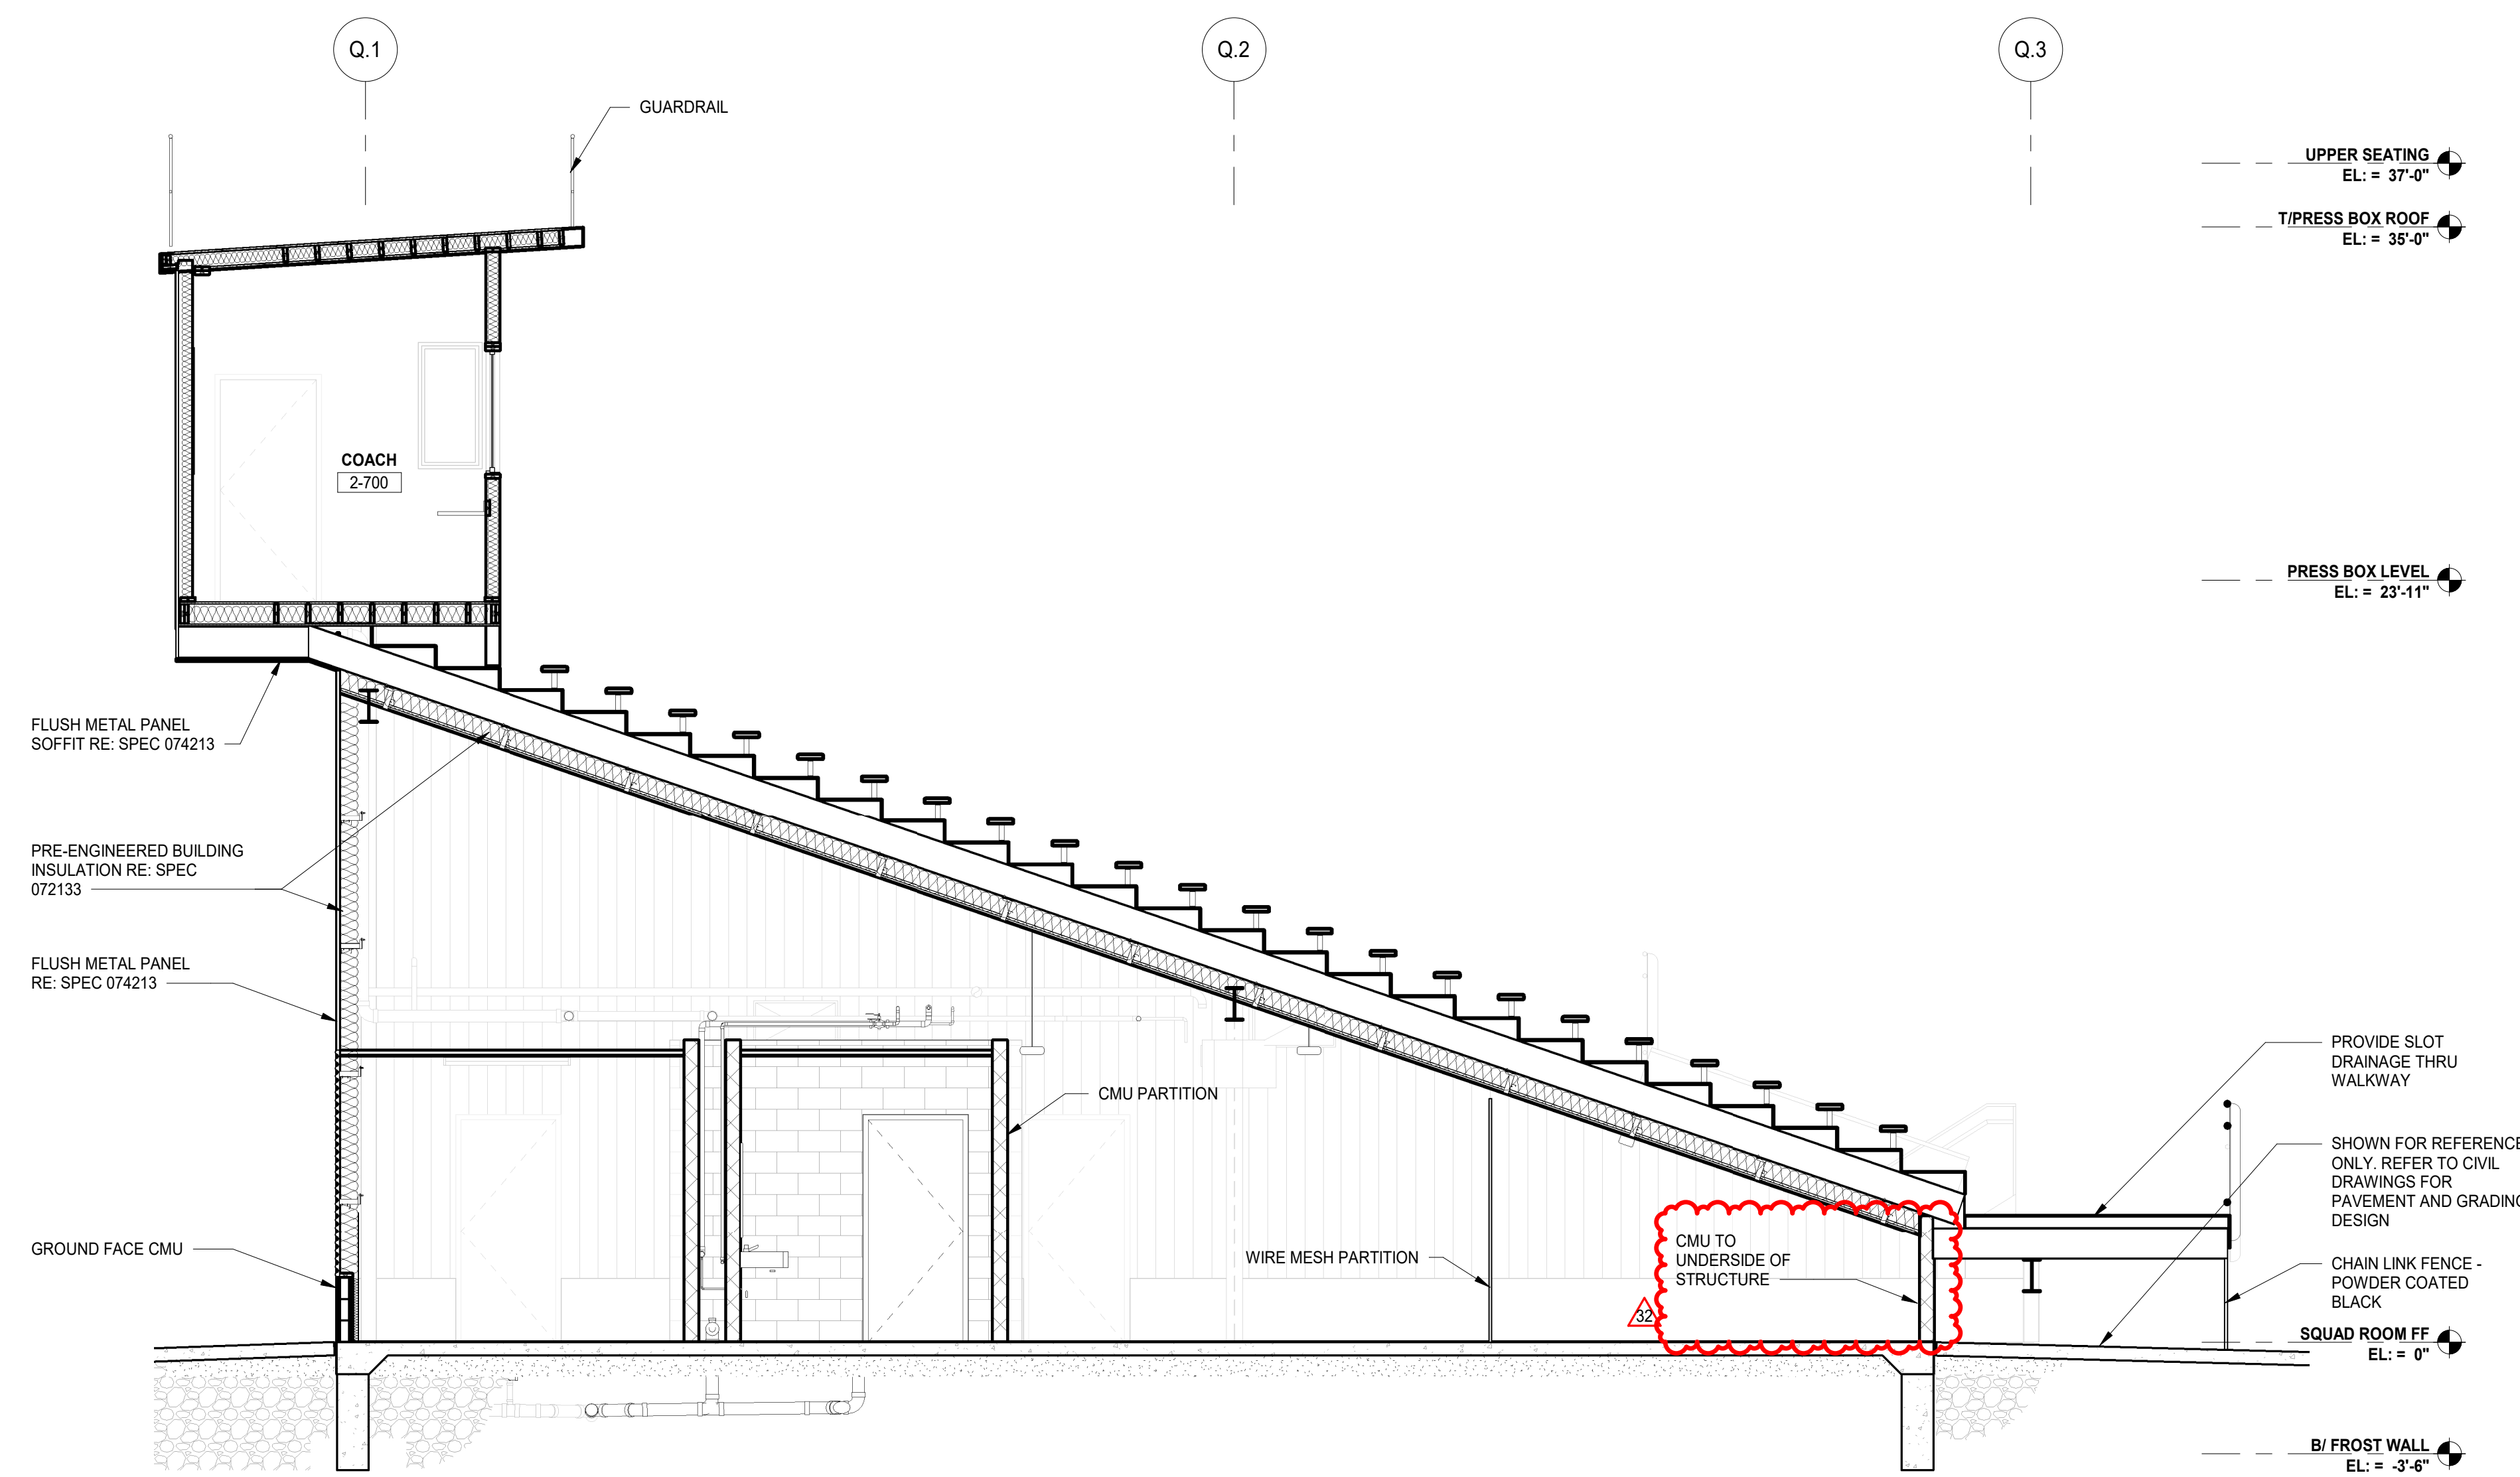 Q.1
Q.2
Q.3
GUARDRAIL
UPPER SEATING
EL: = 37'-0"
T/PRESS BOX ROOF
EL: = 35'-0"
COACH
2-700
PRESS BOX LEVEL
EL: = 23'-11"
FLUSH METAL PANEL
SOFFIT RE: SPEC 074213
PRE-ENGINEERED BUILDING
INSULATION RE: SPEC
072133
FLUSH METAL PANEL
RE: SPEC 074213
GROUND FACE CMU
CMU PARTITION
WIRE MESH PARTITION
CMU TO
UNDERSIDE OF
STRUCTURE
32
PROVIDE SLOT
DRAINAGE THRU
WALKWAY
SHOWN FOR REFERENCE
ONLY. REFER TO CIVIL
DRAWINGS FOR
PAVEMENT AND GRADING
DESIGN
CHAIN LINK FENCE -
POWDER COATED
BLACK
SQUAD ROOM FF
EL: = 0"
B/ FROST WALL
EL: = -3'-6"